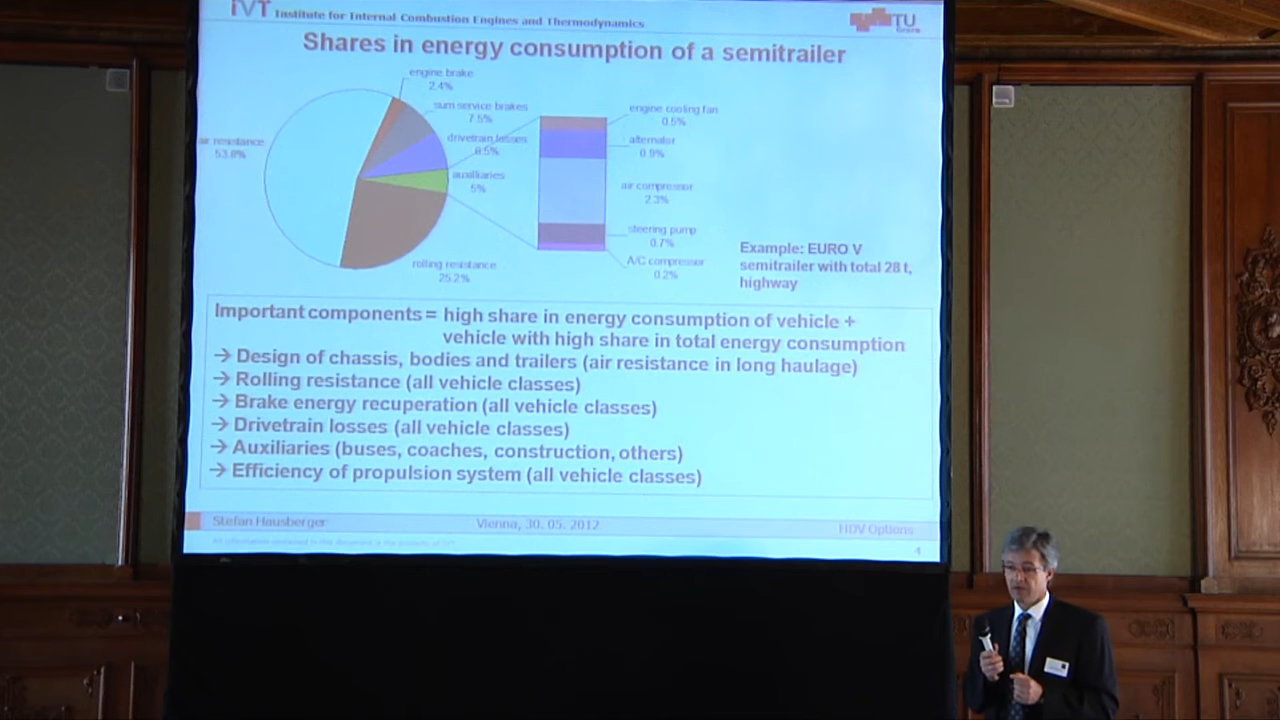 IVT Institute for Internal Combustion Engines and Thermodynamics
TU
Shares in energy consumption of a semitrailer
engine brake
2.4%
sum service brakes
7.5%
drivetrain losses
6.5%
auxiliaries
5%
air resistance
53.8%
rolling resistance
25.2%
engine cooling fan
0.5%
alternator
0.9%
air compressor
2.3%
steering pump
0.7%
A/C compressor
0.2%
Example: EURO V
semitrailer with total 28 t,
highway
Important components = high share in energy consumption of vehicle +
vehicle with high share in total energy consumption
→ Design of chassis, bodies and trailers (air resistance in long haulage)
→ Rolling resistance (all vehicle classes)
→ Brake energy recuperation (all vehicle classes)
→ Drivetrain losses (all vehicle classes)
→ Auxiliaries (buses, coaches, construction, others)
→ Efficiency of propulsion system (all vehicle classes)
Stefan Hausberger Vienna, 30. 05. 2012 HDV Options
4